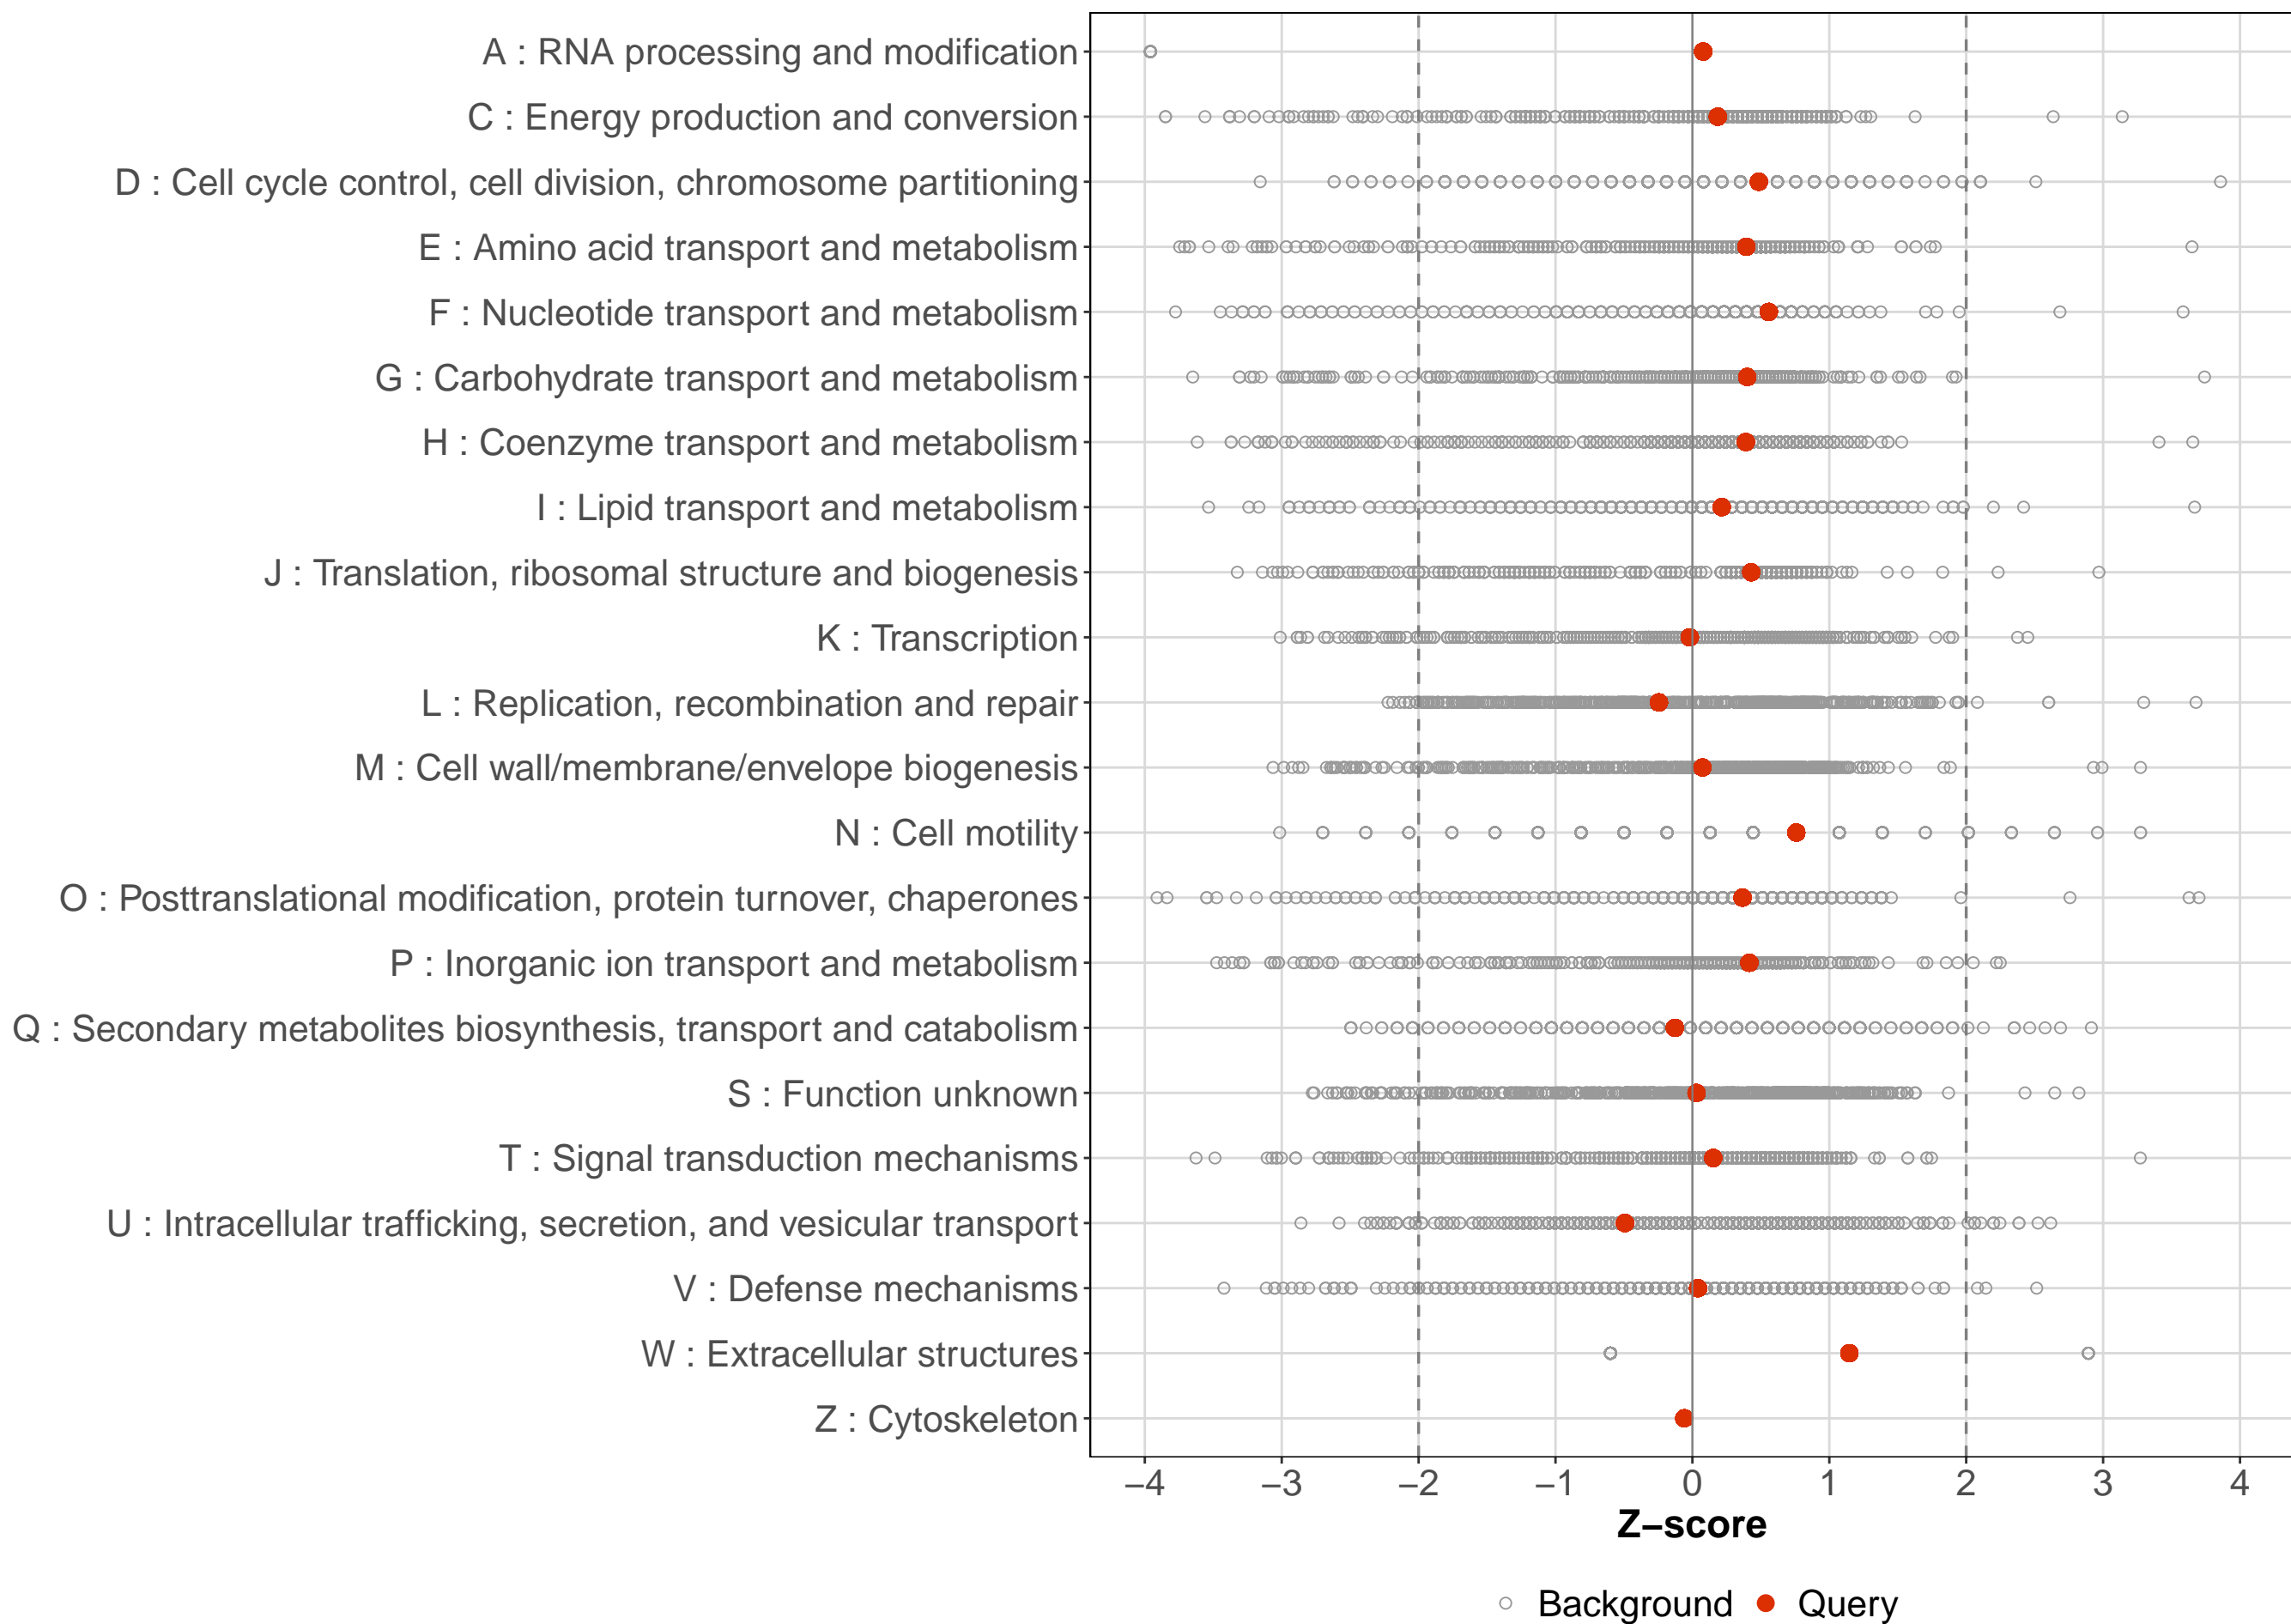 A : RNA processing and modification
C : Energy production and conversion
D : Cell cycle control, cell division, chromosome partitioning
E : Amino acid transport and metabolism
F : Nucleotide transport and metabolism
G : Carbohydrate transport and metabolism
H : Coenzyme transport and metabolism
I : Lipid transport and metabolism
J : Translation, ribosomal structure and biogenesis
K : Transcription
L : Replication, recombination and repair
M : Cell wall/membrane/envelope biogenesis
N : Cell motility
O : Posttranslational modification, protein turnover, chaperones
P : Inorganic ion transport and metabolism
Q : Secondary metabolites biosynthesis, transport and catabolism
S : Function unknown
T : Signal transduction mechanisms
U : Intracellular trafficking, secretion, and vesicular transport
V : Defense mechanisms
W : Extracellular structures
Z : Cytoskeleton
−4 −3 −2 −1 0 1 2 3 4
Z−score
Background Query